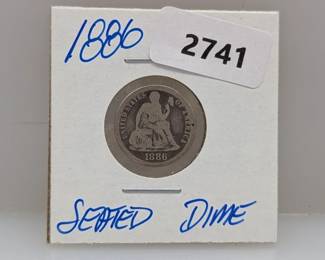 1886
2741
UNITED STATES OF AMERICA
1886
SEATED DIME